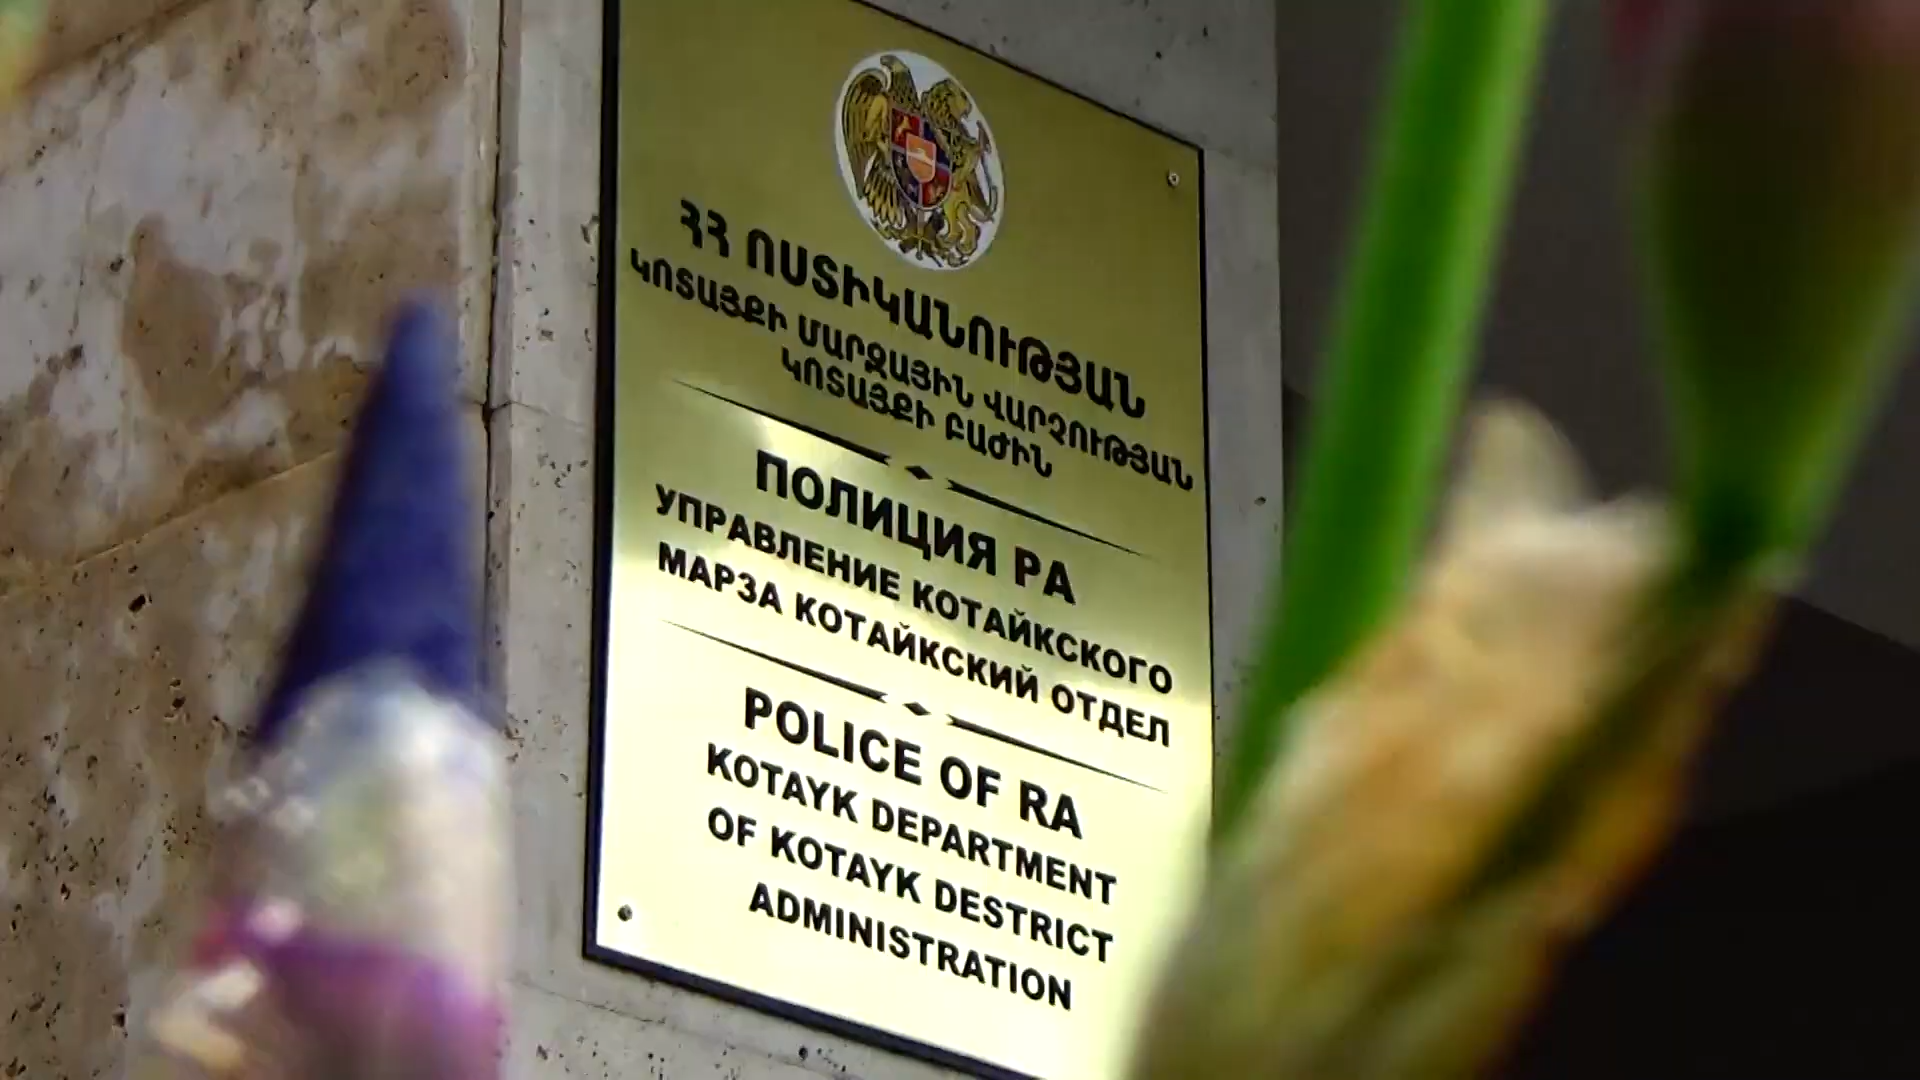 ՀՀ ՈՍՏԻԿԱՆՈՒԹՅԱՆ
ԿՈՏԱՅՔԻ ՄԱՐԶԱՅԻՆ ՎԱՐՉՈՒԹՅԱՆ
ԿՈՏԱՅՔԻ ԲԱԺԻՆ
ПОЛИЦИЯ РА
УПРАВЛЕНИЕ КОТАЙКСКОГО
МАРЗА КОТАЙКСКИЙ ОТДЕЛ
POLICE OF RA
KOTAYK DEPARTMENT
OF KOTAYK DESTRICT
ADMINISTRATION